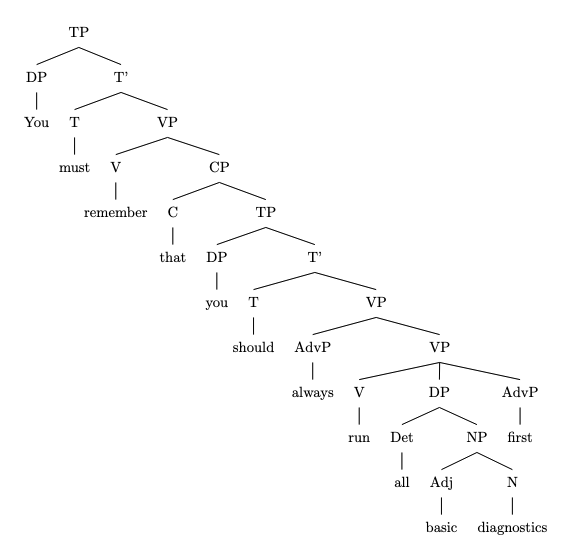 TP
DP T'
You T VP
must V CP
remember C TP
that DP T'
you T VP
should AdvP VP
always V DP AdvP
run Det NP first
all Adj N
basic diagnostics